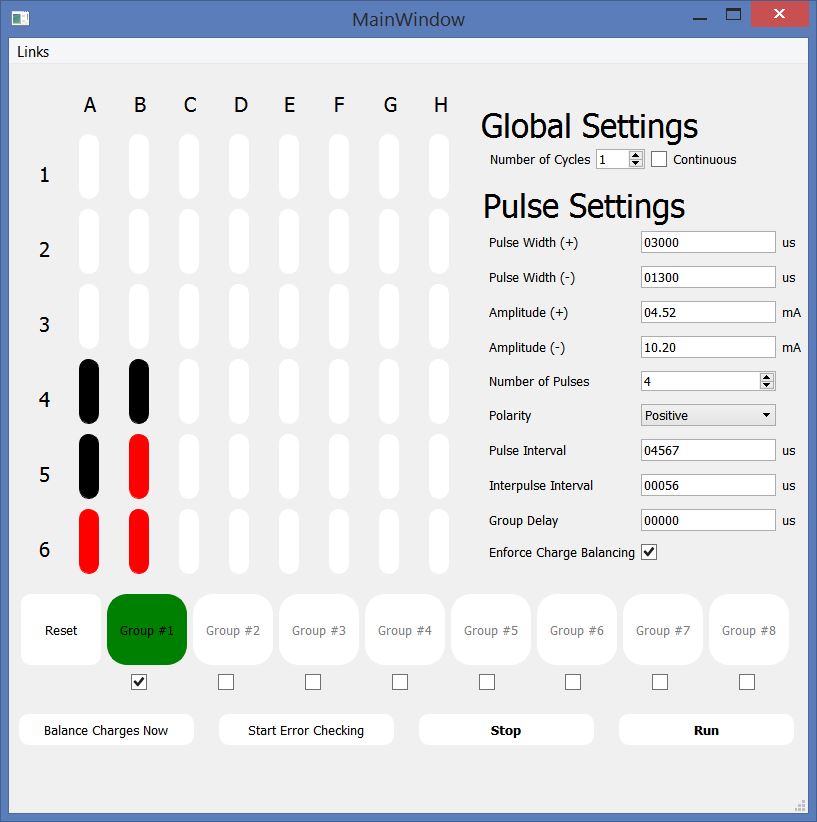 MainWindow
Links
A B C D E F G H
1
2
3
4
5
6
Global Settings
Number of Cycles 1 Continuous
Pulse Settings
Pulse Width (+) 03000 us
Pulse Width (-) 01300 us
Amplitude (+) 04.52 mA
Amplitude (-) 10.20 mA
Number of Pulses 4
Polarity Positive
Pulse Interval 04567 us
Interpulse Interval 00056 us
Group Delay 00000 us
Enforce Charge Balancing
Reset Group #1 Group #2 Group #3 Group #4 Group #5 Group #6 Group #7 Group #8
Balance Charges Now Start Error Checking Stop Run